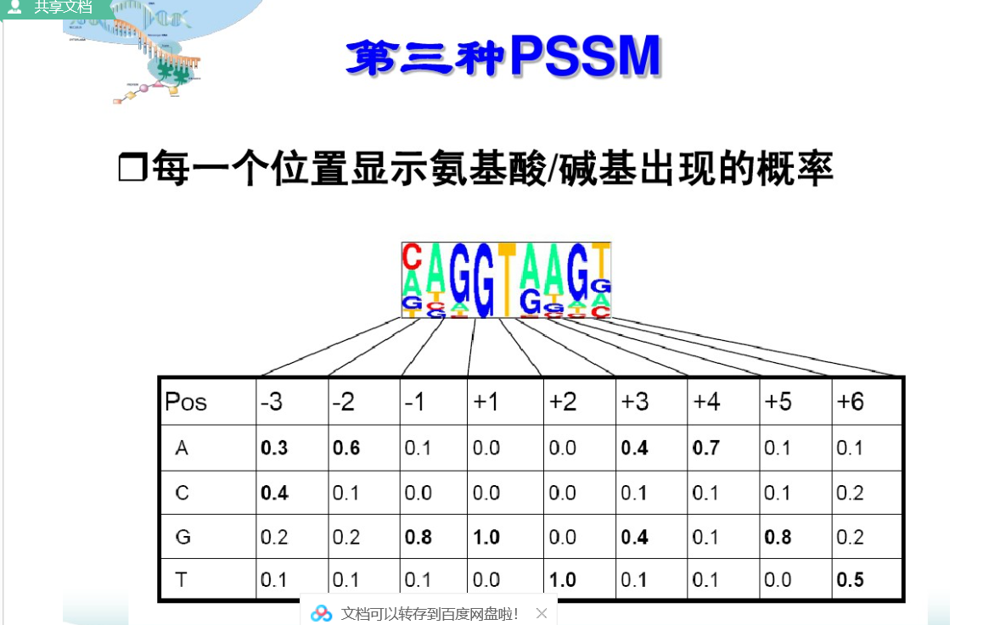 共享文档
第三种PSSM
每一个位置显示氨基酸/碱基出现的概率
Pos -3 -2 -1 +1 +2 +3 +4 +5 +6
A 0.3 0.6 0.1 0.0 0.0 0.4 0.7 0.1 0.1
C 0.4 0.1 0.0 0.0 0.0 0.1 0.1 0.1 0.2
G 0.2 0.2 0.8 1.0 0.0 0.4 0.1 0.8 0.2
T 0.1 0.1 0.1 0.0 1.0 0.1 0.1 0.0 0.5
文档可以转存到百度网盘啦!